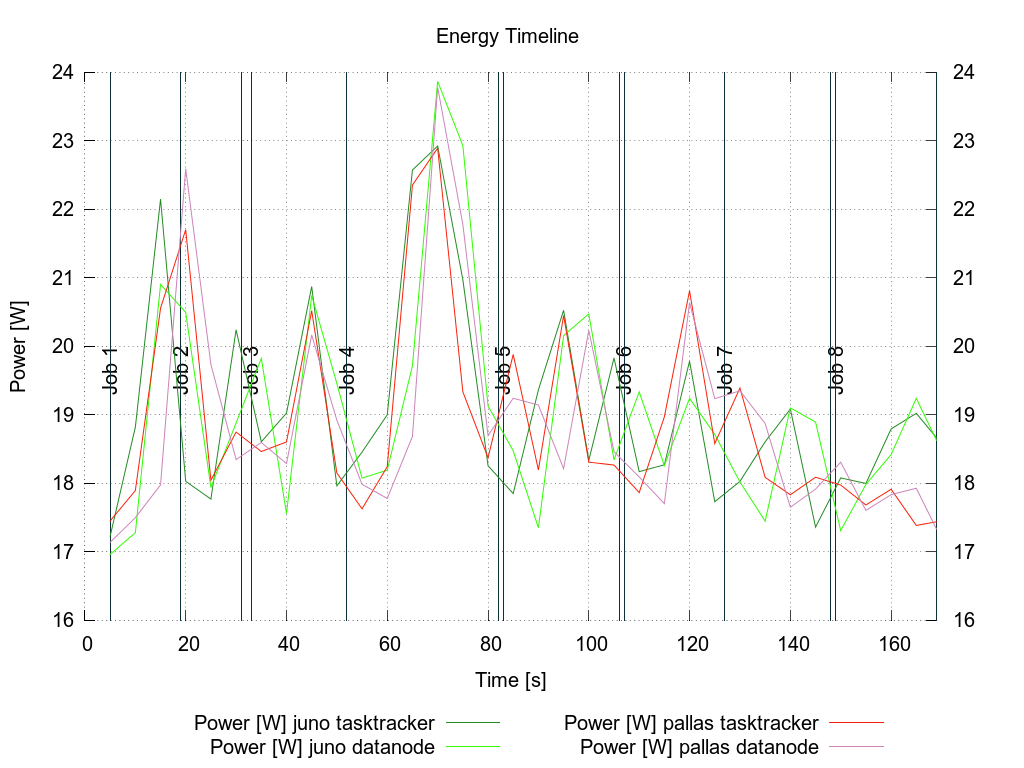 Energy Timeline
24 24
23 23
22 22
21 21
20 20
19 19
18 18
17 17
16 16
Power [W]
Job 1 Job 2 Job 3 Job 4 Job 5 Job 6 Job 7 Job 8
0 20 40 60 80 100 120 140 160
Time [s]
Power [W] juno tasktracker Power [W] pallas tasktracker
Power [W] juno datanode Power [W] pallas datanode